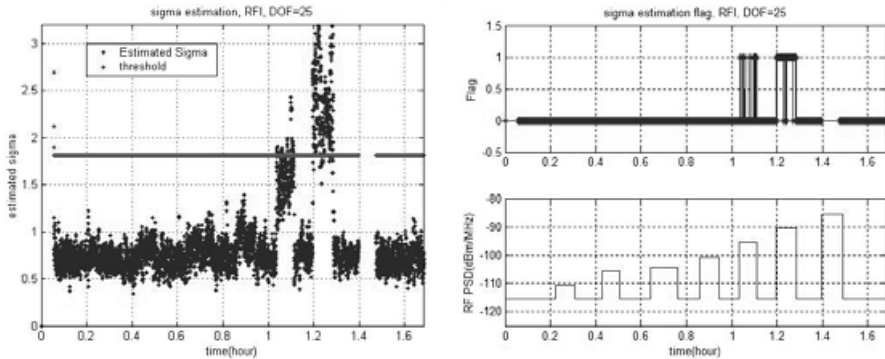 sigma estimation, RFI, DOF=25
estimated sigma
3
2.5
2
1.5
1
0.5
0
Estimated Sigma
threshold
0 0.2 0.4 0.6 0.8 1 1.2 1.4 1.6
time(hour)
sigma estimation flag, RFI, DOF=25
Flag
1.5
1
0.5
0
-0.5
0 0.2 0.4 0.6 0.8 1 1.2 1.4 1.6
RF PSD(dBm/MHz)
-80
-90
-100
-110
-120
0 0.2 0.4 0.6 0.8 1 1.2 1.4 1.6
time(hour)